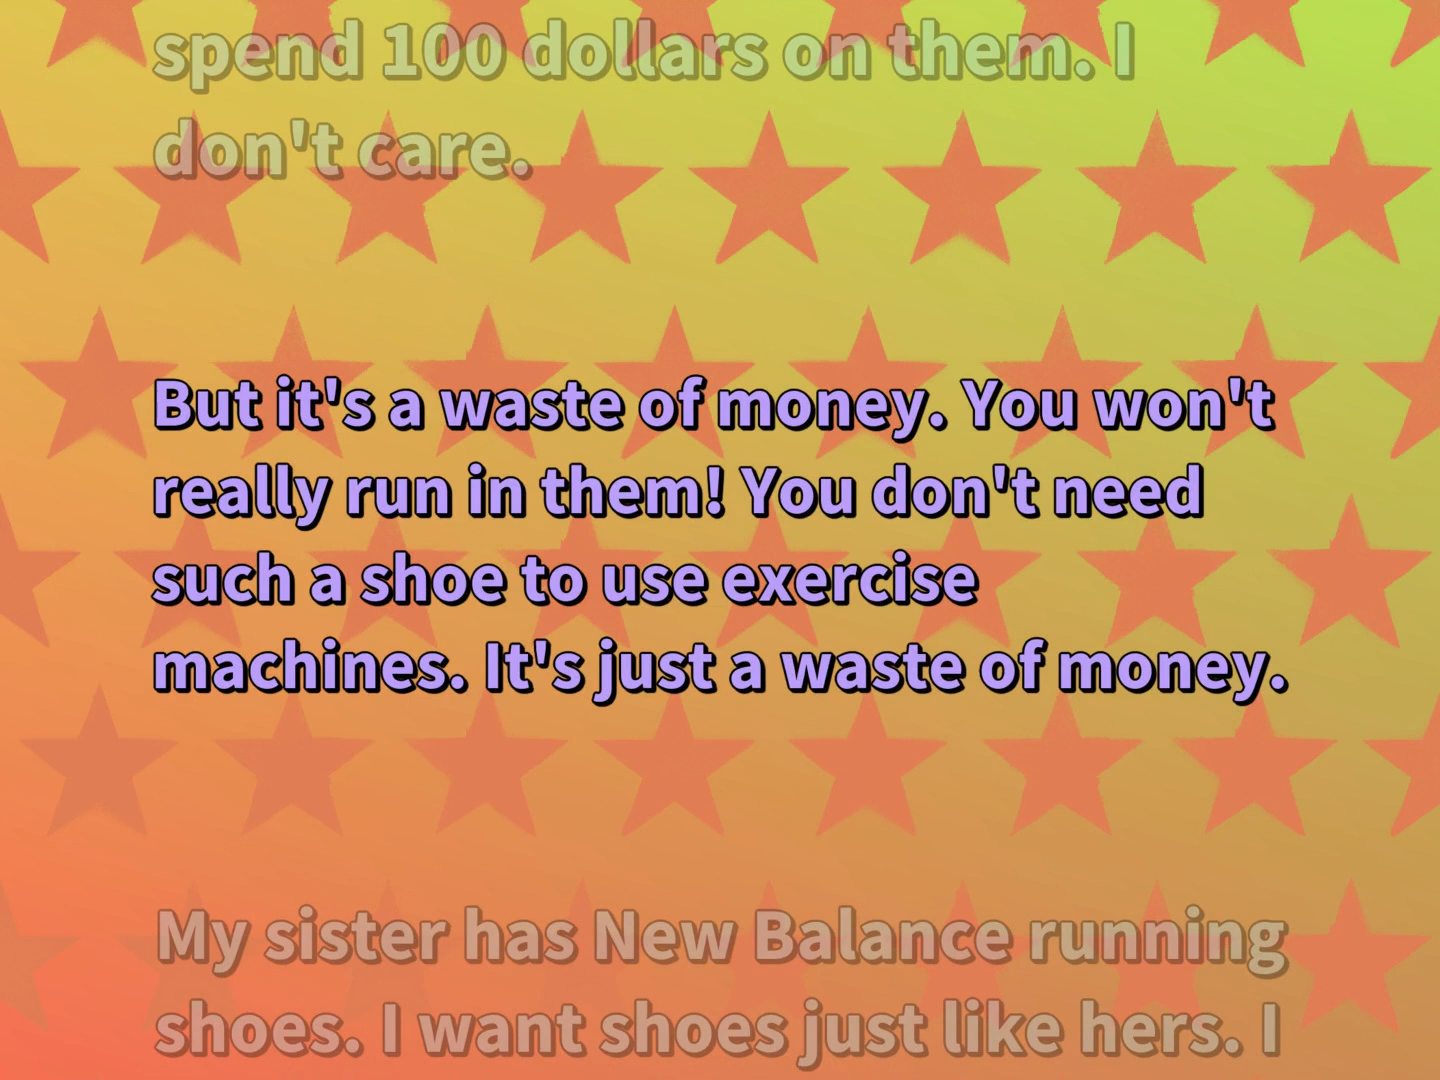 spend 100 dollars on them. I
don't care.
But it's a waste of money. You won't
really run in them! You don't need
such a shoe to use exercise
machines. It's just a waste of money.
My sister has New Balance running
shoes. I want shoes just like hers. I